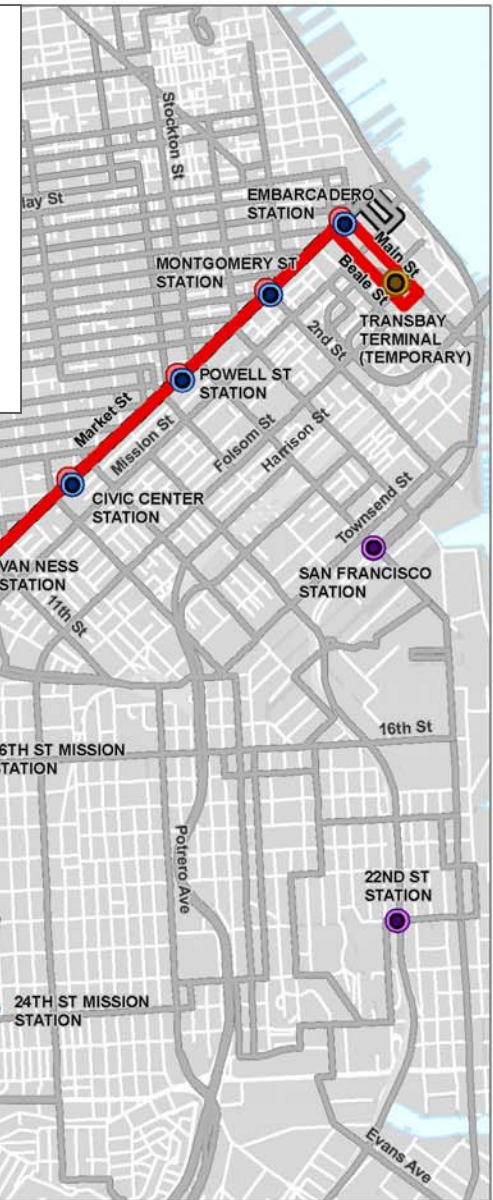 Stockton St
lay St
EMBARCADERO
STATION
Main St
MONTGOMERY ST
STATION
Beale St
2nd St
TRANSBAY
TERMINAL
(TEMPORARY)
POWELL ST
STATION
Market St
Mission St
Folsom St
Harrison St
CIVIC CENTER
STATION
Townsend St
VAN NESS
STATION
SAN FRANCISCO
STATION
11th St
16th St
6TH ST MISSION
STATION
Potrero Ave
22ND ST
STATION
24TH ST MISSION
STATION
Evans Ave